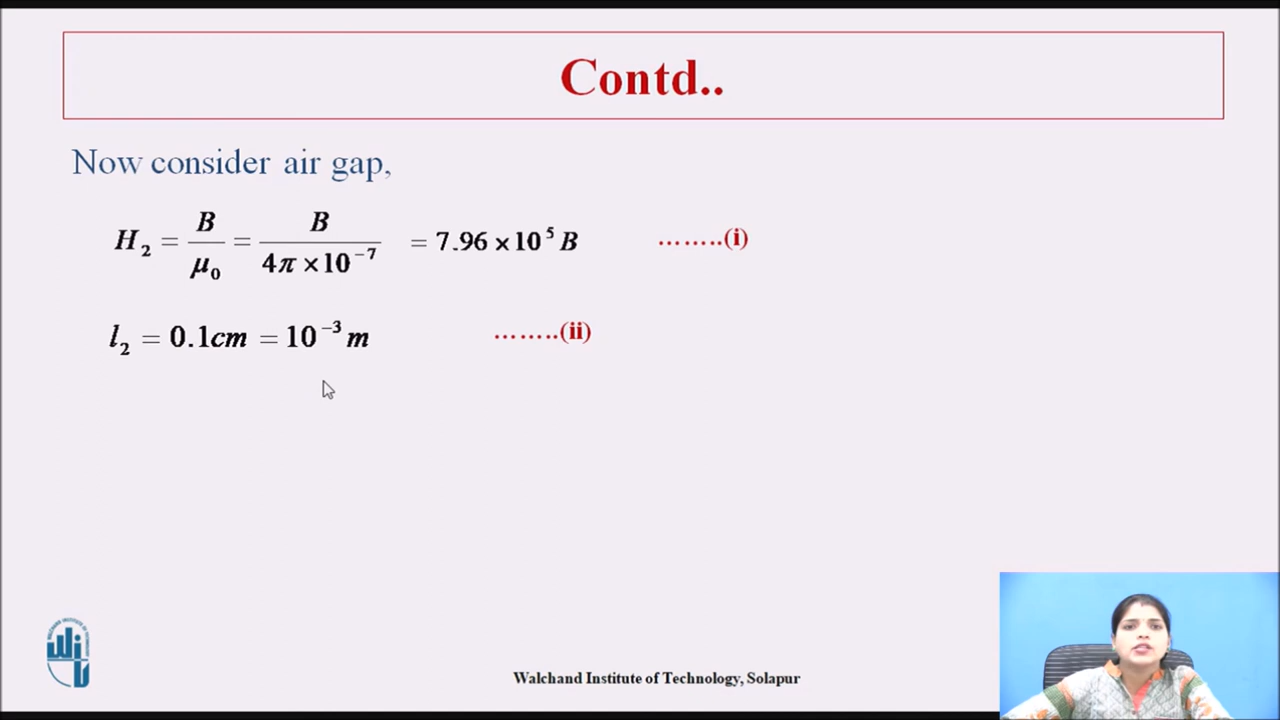 Contd..
Now consider air gap,
H₂ = B/μ₀ = B/(4π × 10⁻⁷) = 7.96 × 10⁵ B ........(i)
l₂ = 0.1cm = 10⁻³ m ........(ii)
Walchand Institute of Technology, Solapur